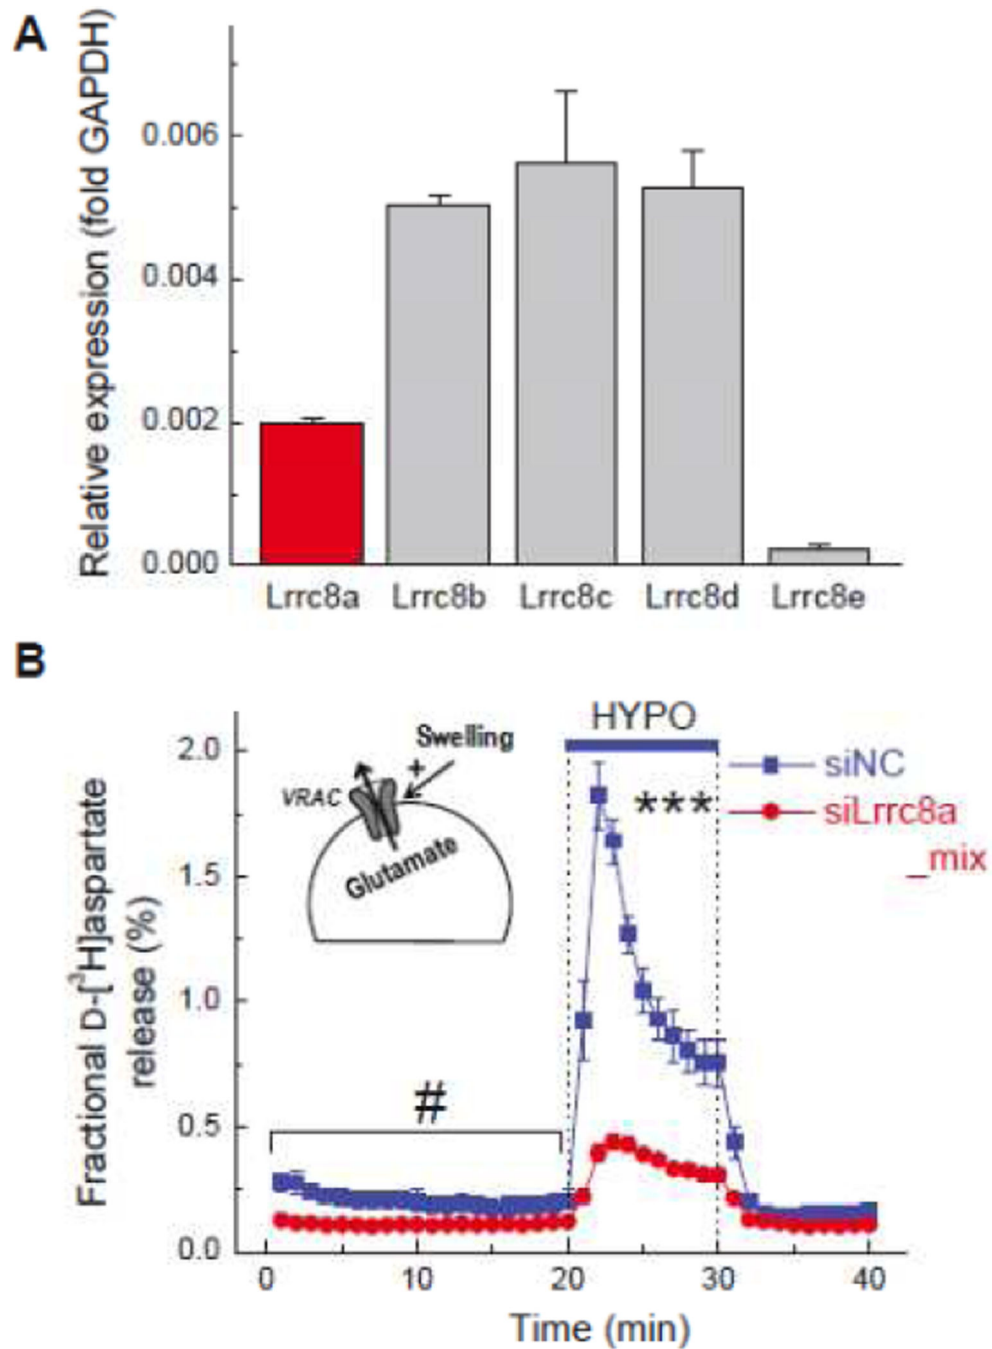 A
Relative expression (fold GAPDH)
0.006
0.004
0.002
0.000
Lrrc8a Lrrc8b Lrrc8c Lrrc8d Lrrc8e
B
Fractional D-[³H]aspartate
release (%)
2.0
1.5
1.0
0.5
0.0
HYPO
Swelling
+
VRAC
Glutamate
***
siNC
siLrrc8a
_mix
#
0 10 20 30 40
Time (min)